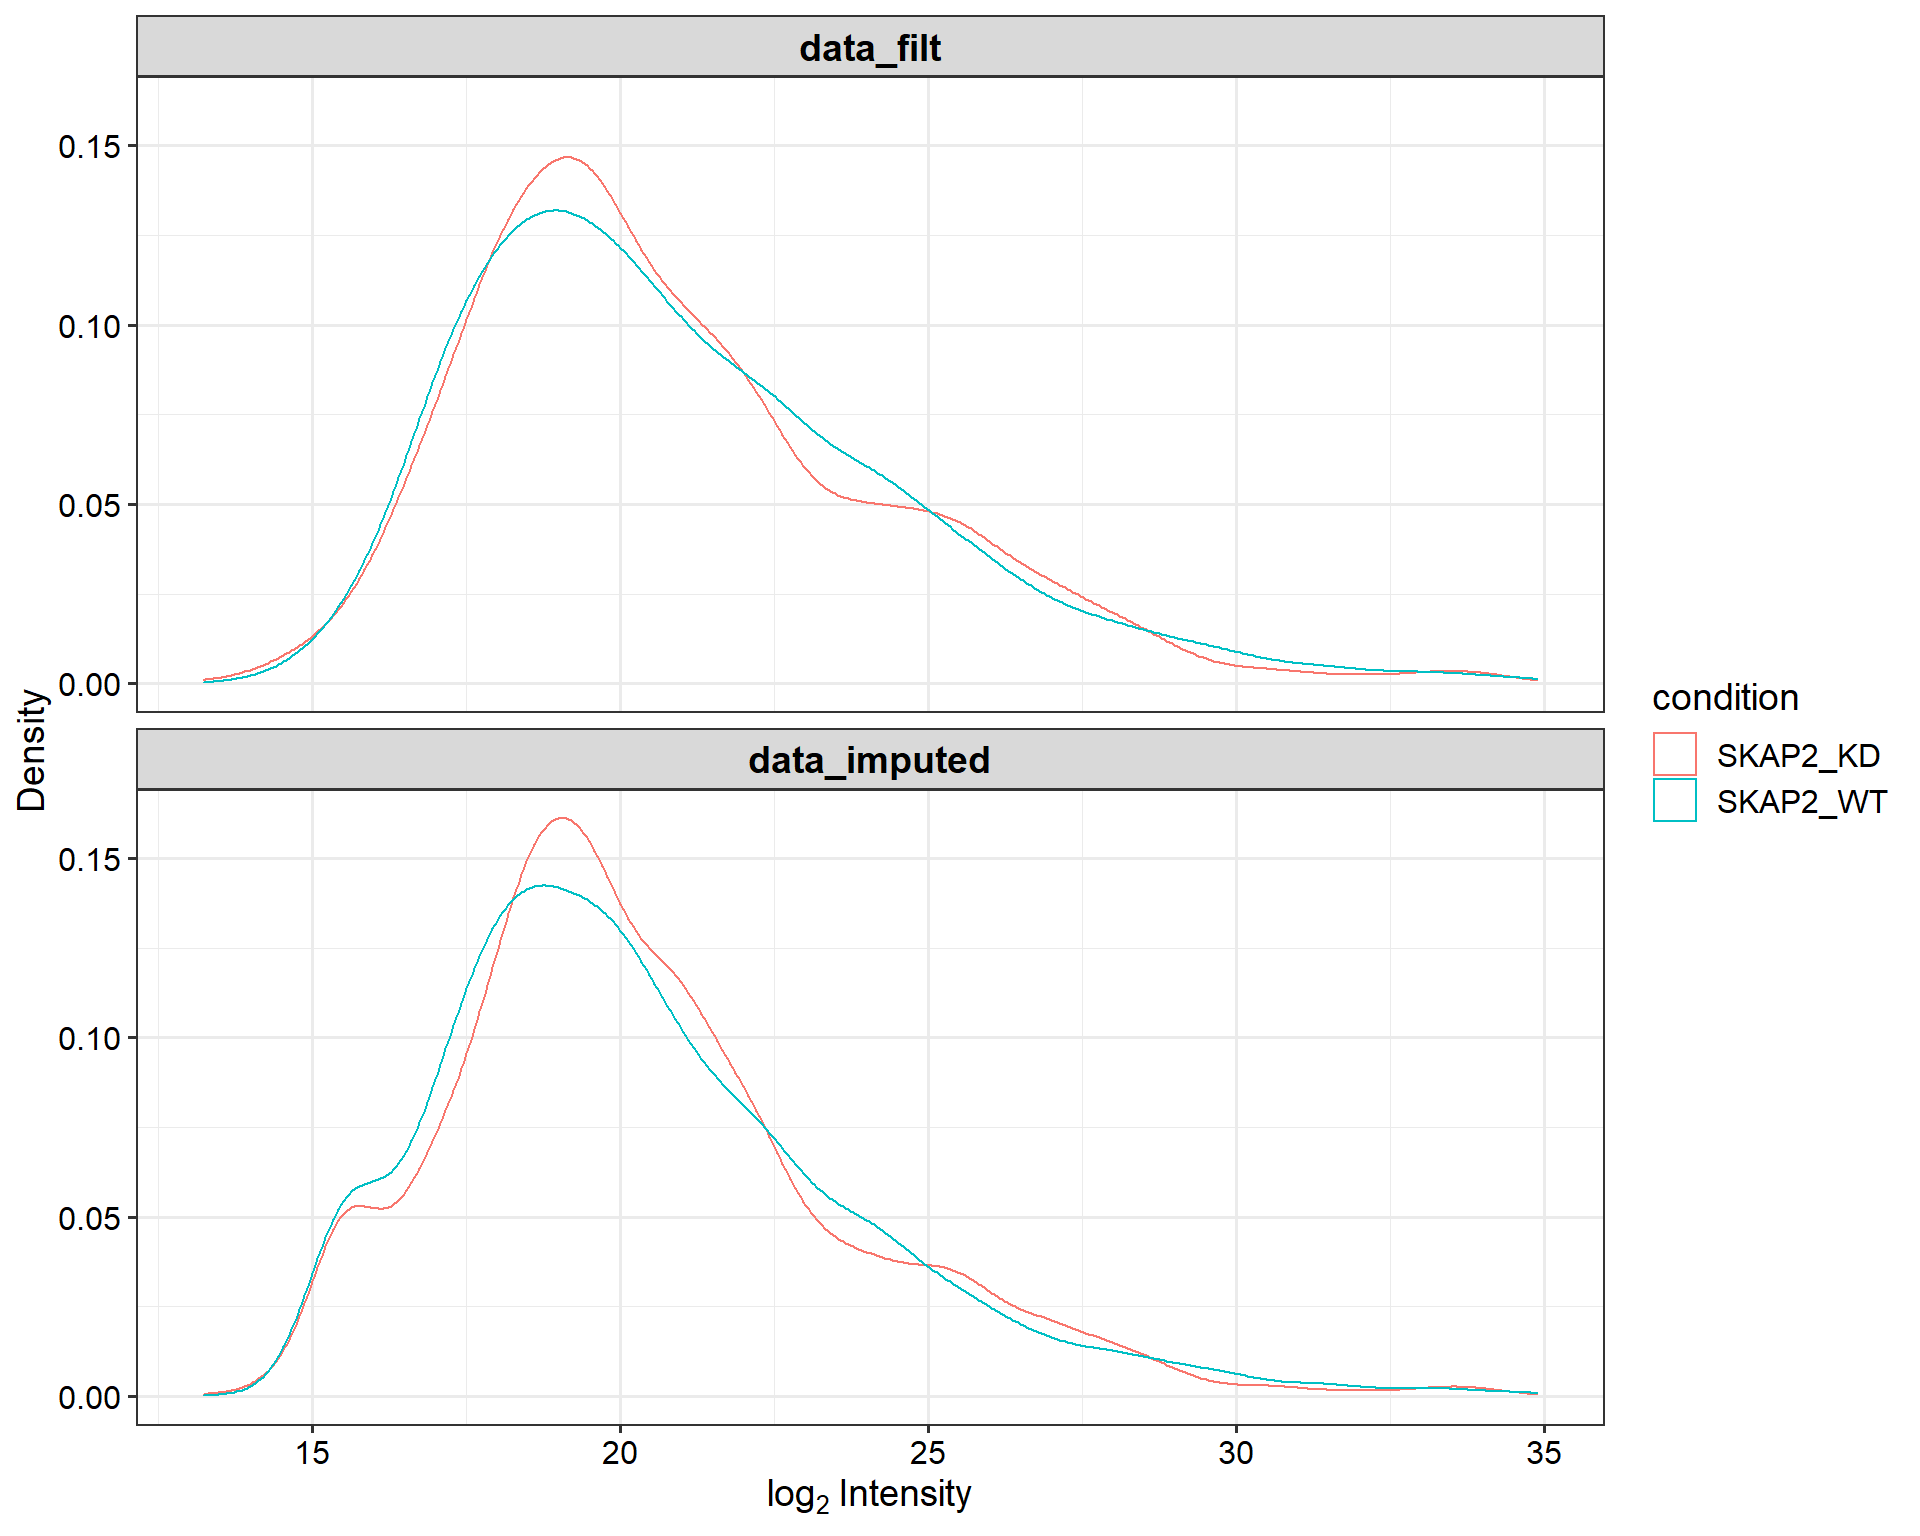 data_filt
0.15
0.10
0.05
0.00
data_imputed
0.15
0.10
0.05
0.00
15 20 25 30 35
log₂ Intensity
Density
condition
SKAP2_KD
SKAP2_WT